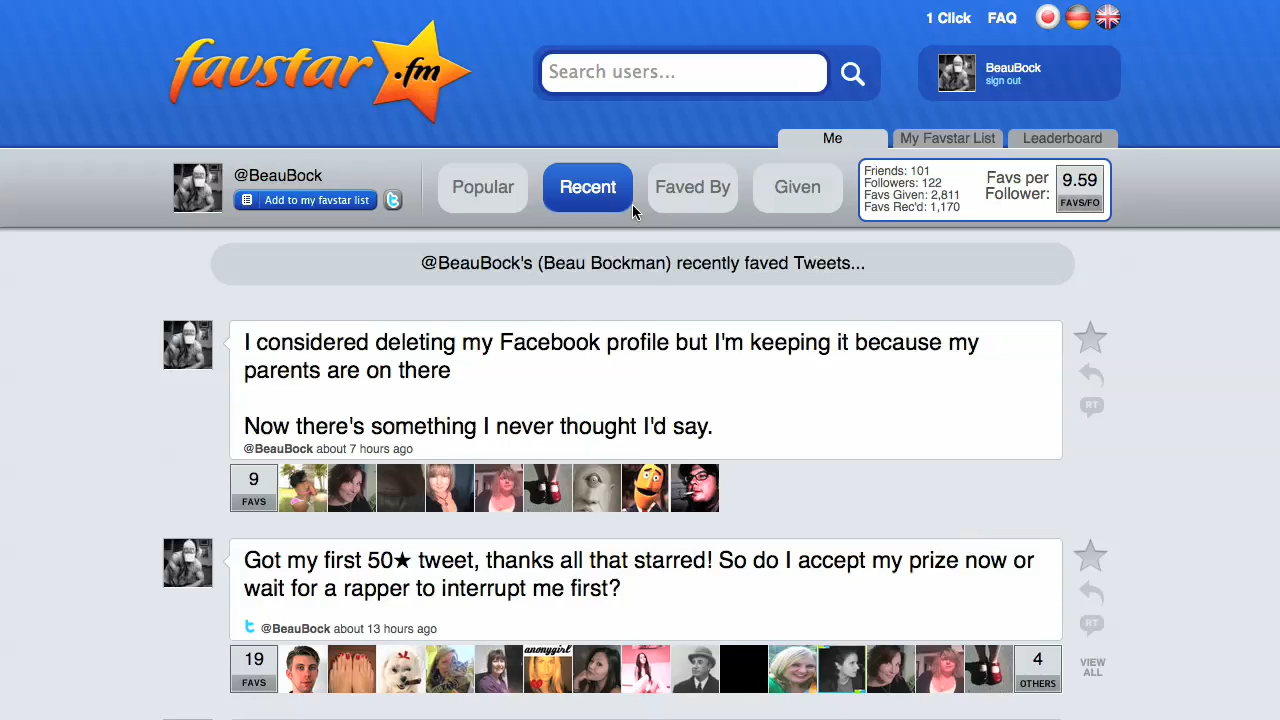 1 Click FAQ
favstar.fm
Search users...
BeauBock
sign out
Me
My Favstar List
Leaderboard
@BeauBock
Add to my favstar list
t
Popular
Recent
Faved By
Given
Friends: 101
Followers: 122
Favs Given: 2,811
Favs Rec'd: 1,170
Favs per
Follower:
9.59
FAVS/FO
@BeauBock's (Beau Bockman) recently faved Tweets...
I considered deleting my Facebook profile but I'm keeping it because my
parents are on there
Now there's something I never thought I'd say.
@BeauBock about 7 hours ago
RT
9
FAVS
Got my first 50★ tweet, thanks all that starred! So do I accept my prize now or
wait for a rapper to interrupt me first?
t @BeauBock about 13 hours ago
RT
19
FAVS
anonygirl
4
OTHERS
VIEW
ALL